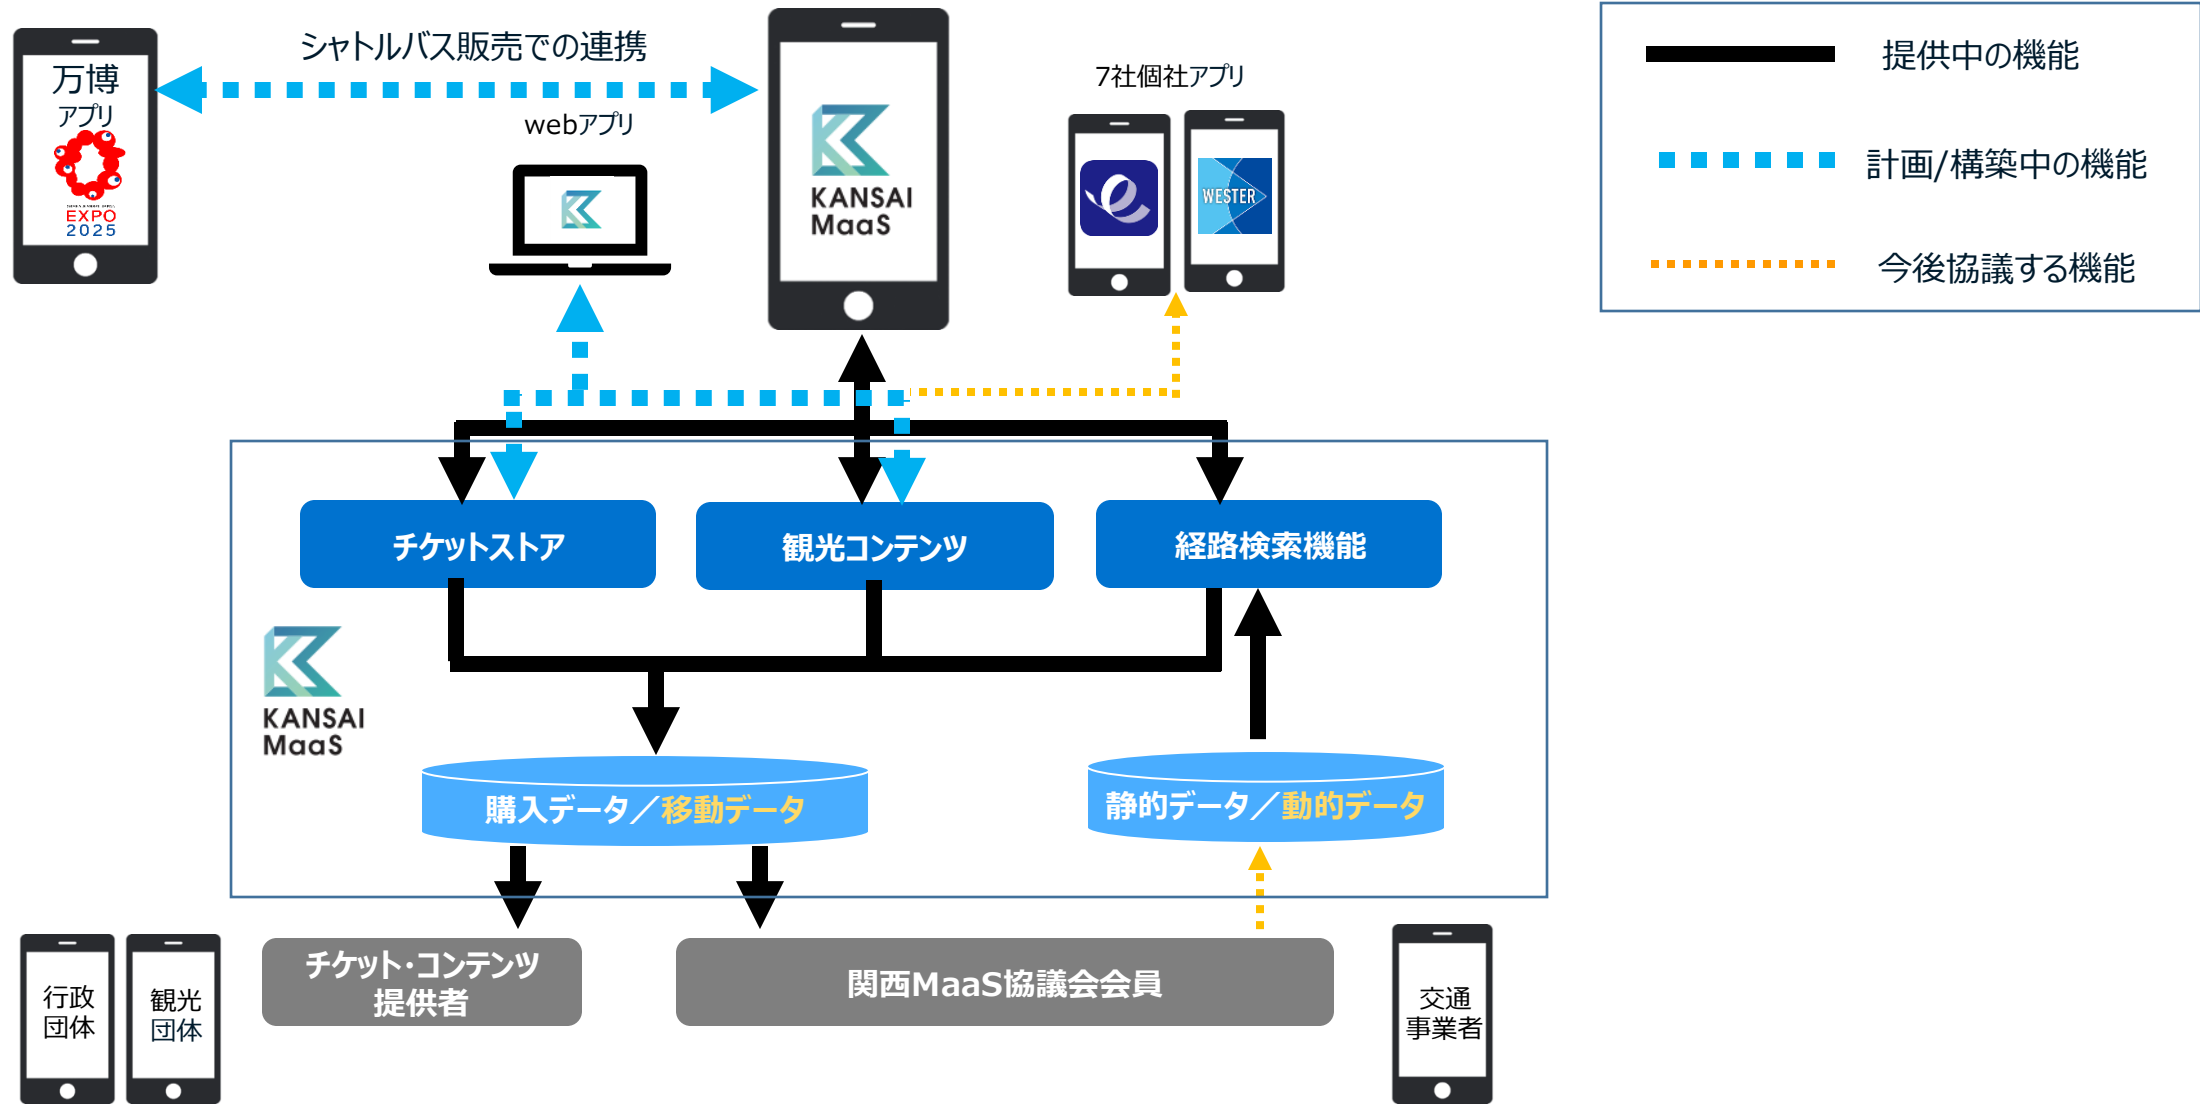 万博
アプリ
EXPO
2025
シャトルバス販売での連携
webアプリ
KANSAI
MaaS
7社個社アプリ
WESTER
提供中の機能
計画/構築中の機能
今後協議する機能
チケットストア
観光コンテンツ
経路検索機能
KANSAI
MaaS
購入データ／移動データ
静的データ／動的データ
行政
団体
観光
団体
チケット・コンテンツ
提供者
関西MaaS協議会会員
交通
事業者